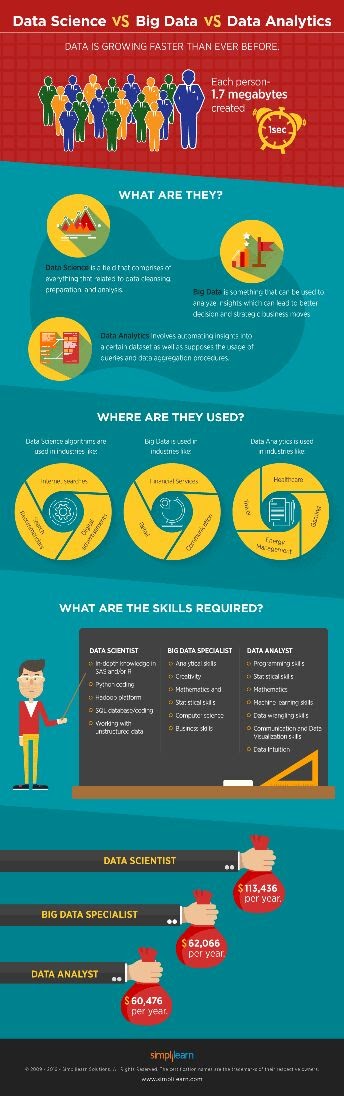 Data Science VS Big Data VS Data Analytics
DATA IS GROWING FASTER THAN EVER BEFORE.
Each person-
1.7 megabytes
created
1sec
WHAT ARE THEY?
Data Science is a field that comprises of
everything that related to data cleansing,
preparation, and analysis.
Big Data is something that can be used to
analyze insights which can lead to better
decision and strategic business moves.
Data Analytics involves automating insights into
a certain dataset as well as supposes the usage of
queries and data aggregation procedures.
WHERE ARE THEY USED?
Data Science algorithms are
used in industries like:
Internet searches
Search
Recommendary
Digital
advertisements
Big Data is used in
industries like:
Financial Services
Retail
Communication
Data Analytics is used
in industries like:
Healthcare
Travel
Gaming
Energy
Management
WHAT ARE THE SKILLS REQUIRED?
DATA SCIENTIST
In-depth knowledge in
SAS and/or R
Python coding
Hadoop platform
SQL database/coding
Working with
unstructured data
BIG DATA SPECIALIST
Analytical skills
Creativity
Mathematics and
Statistical skills
Computer science
Business skills
DATA ANALYST
Programming skills
Statistical skills
Mathematics
Machine learning skills
Data wrangling skills
Communication and Data
Visualization skills
Data intuition
DATA SCIENTIST
$113,436
per year.
BIG DATA SPECIALIST
$62,066
per year.
DATA ANALYST
$60,476
per year.
simplilearn
© 2009 - 2016 - Simplilearn Solutions. All Rights Reserved. The certification names are the trademarks of their respective owners.
www.simplilearn.com